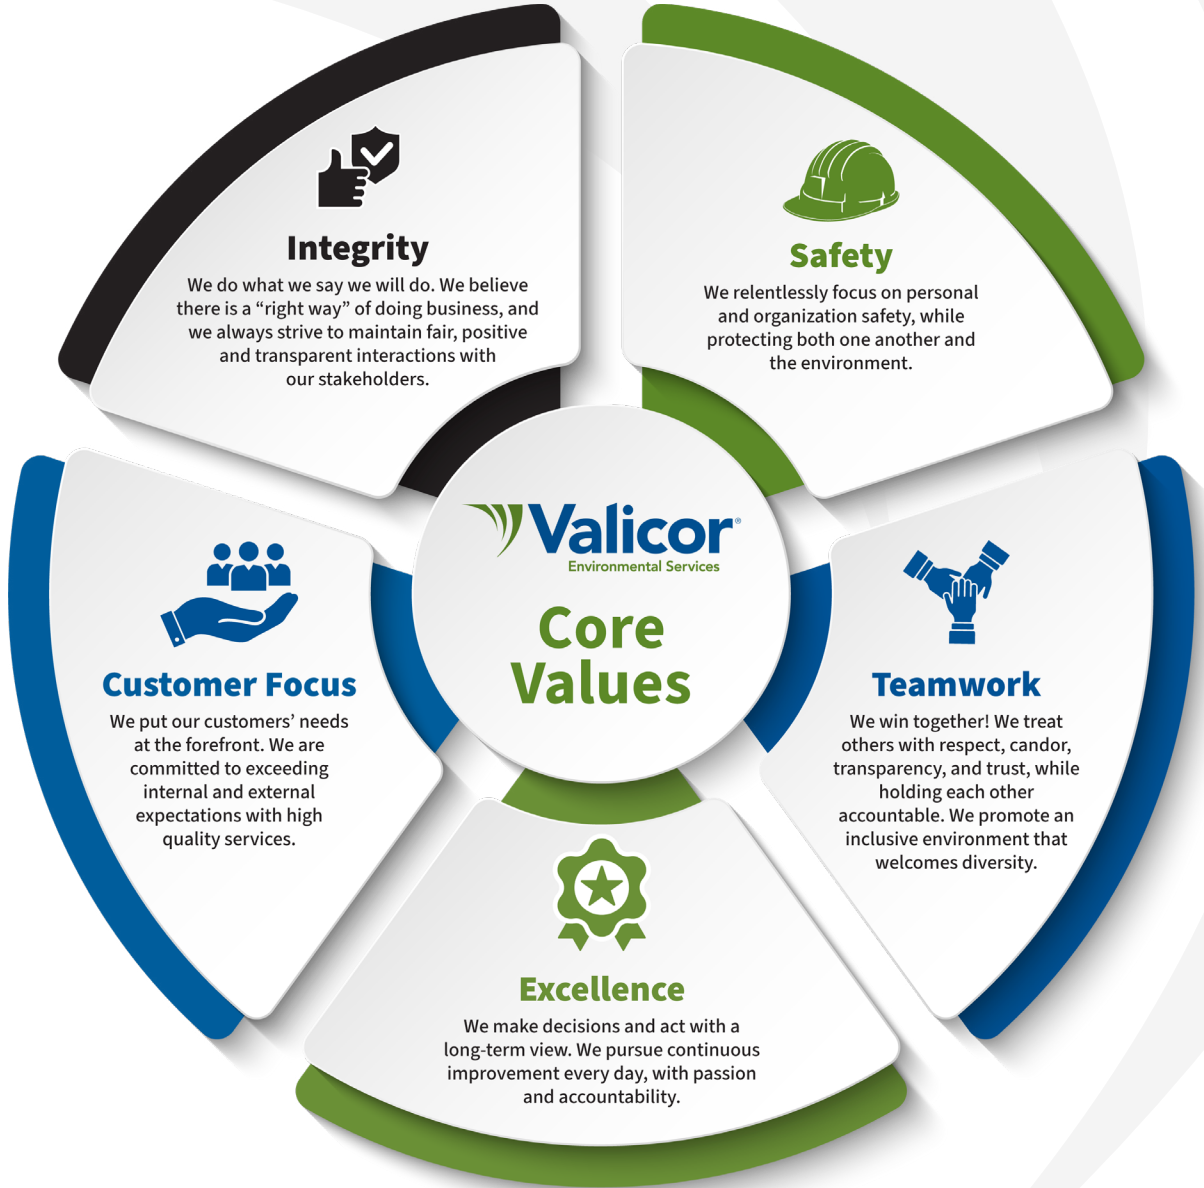 Integrity
We do what we say we will do. We believe
there is a “right way” of doing business, and
we always strive to maintain fair, positive
and transparent interactions with
our stakeholders.
Safety
We relentlessly focus on personal
and organization safety, while
protecting both one another and
the environment.
Valicor®
Environmental Services
Core
Values
Customer Focus
We put our customers’ needs
at the forefront. We are
committed to exceeding
internal and external
expectations with high
quality services.
Teamwork
We win together! We treat
others with respect, candor,
transparency, and trust, while
holding each other
accountable. We promote an
inclusive environment that
welcomes diversity.
Excellence
We make decisions and act with a
long-term view. We pursue continuous
improvement every day, with passion
and accountability.